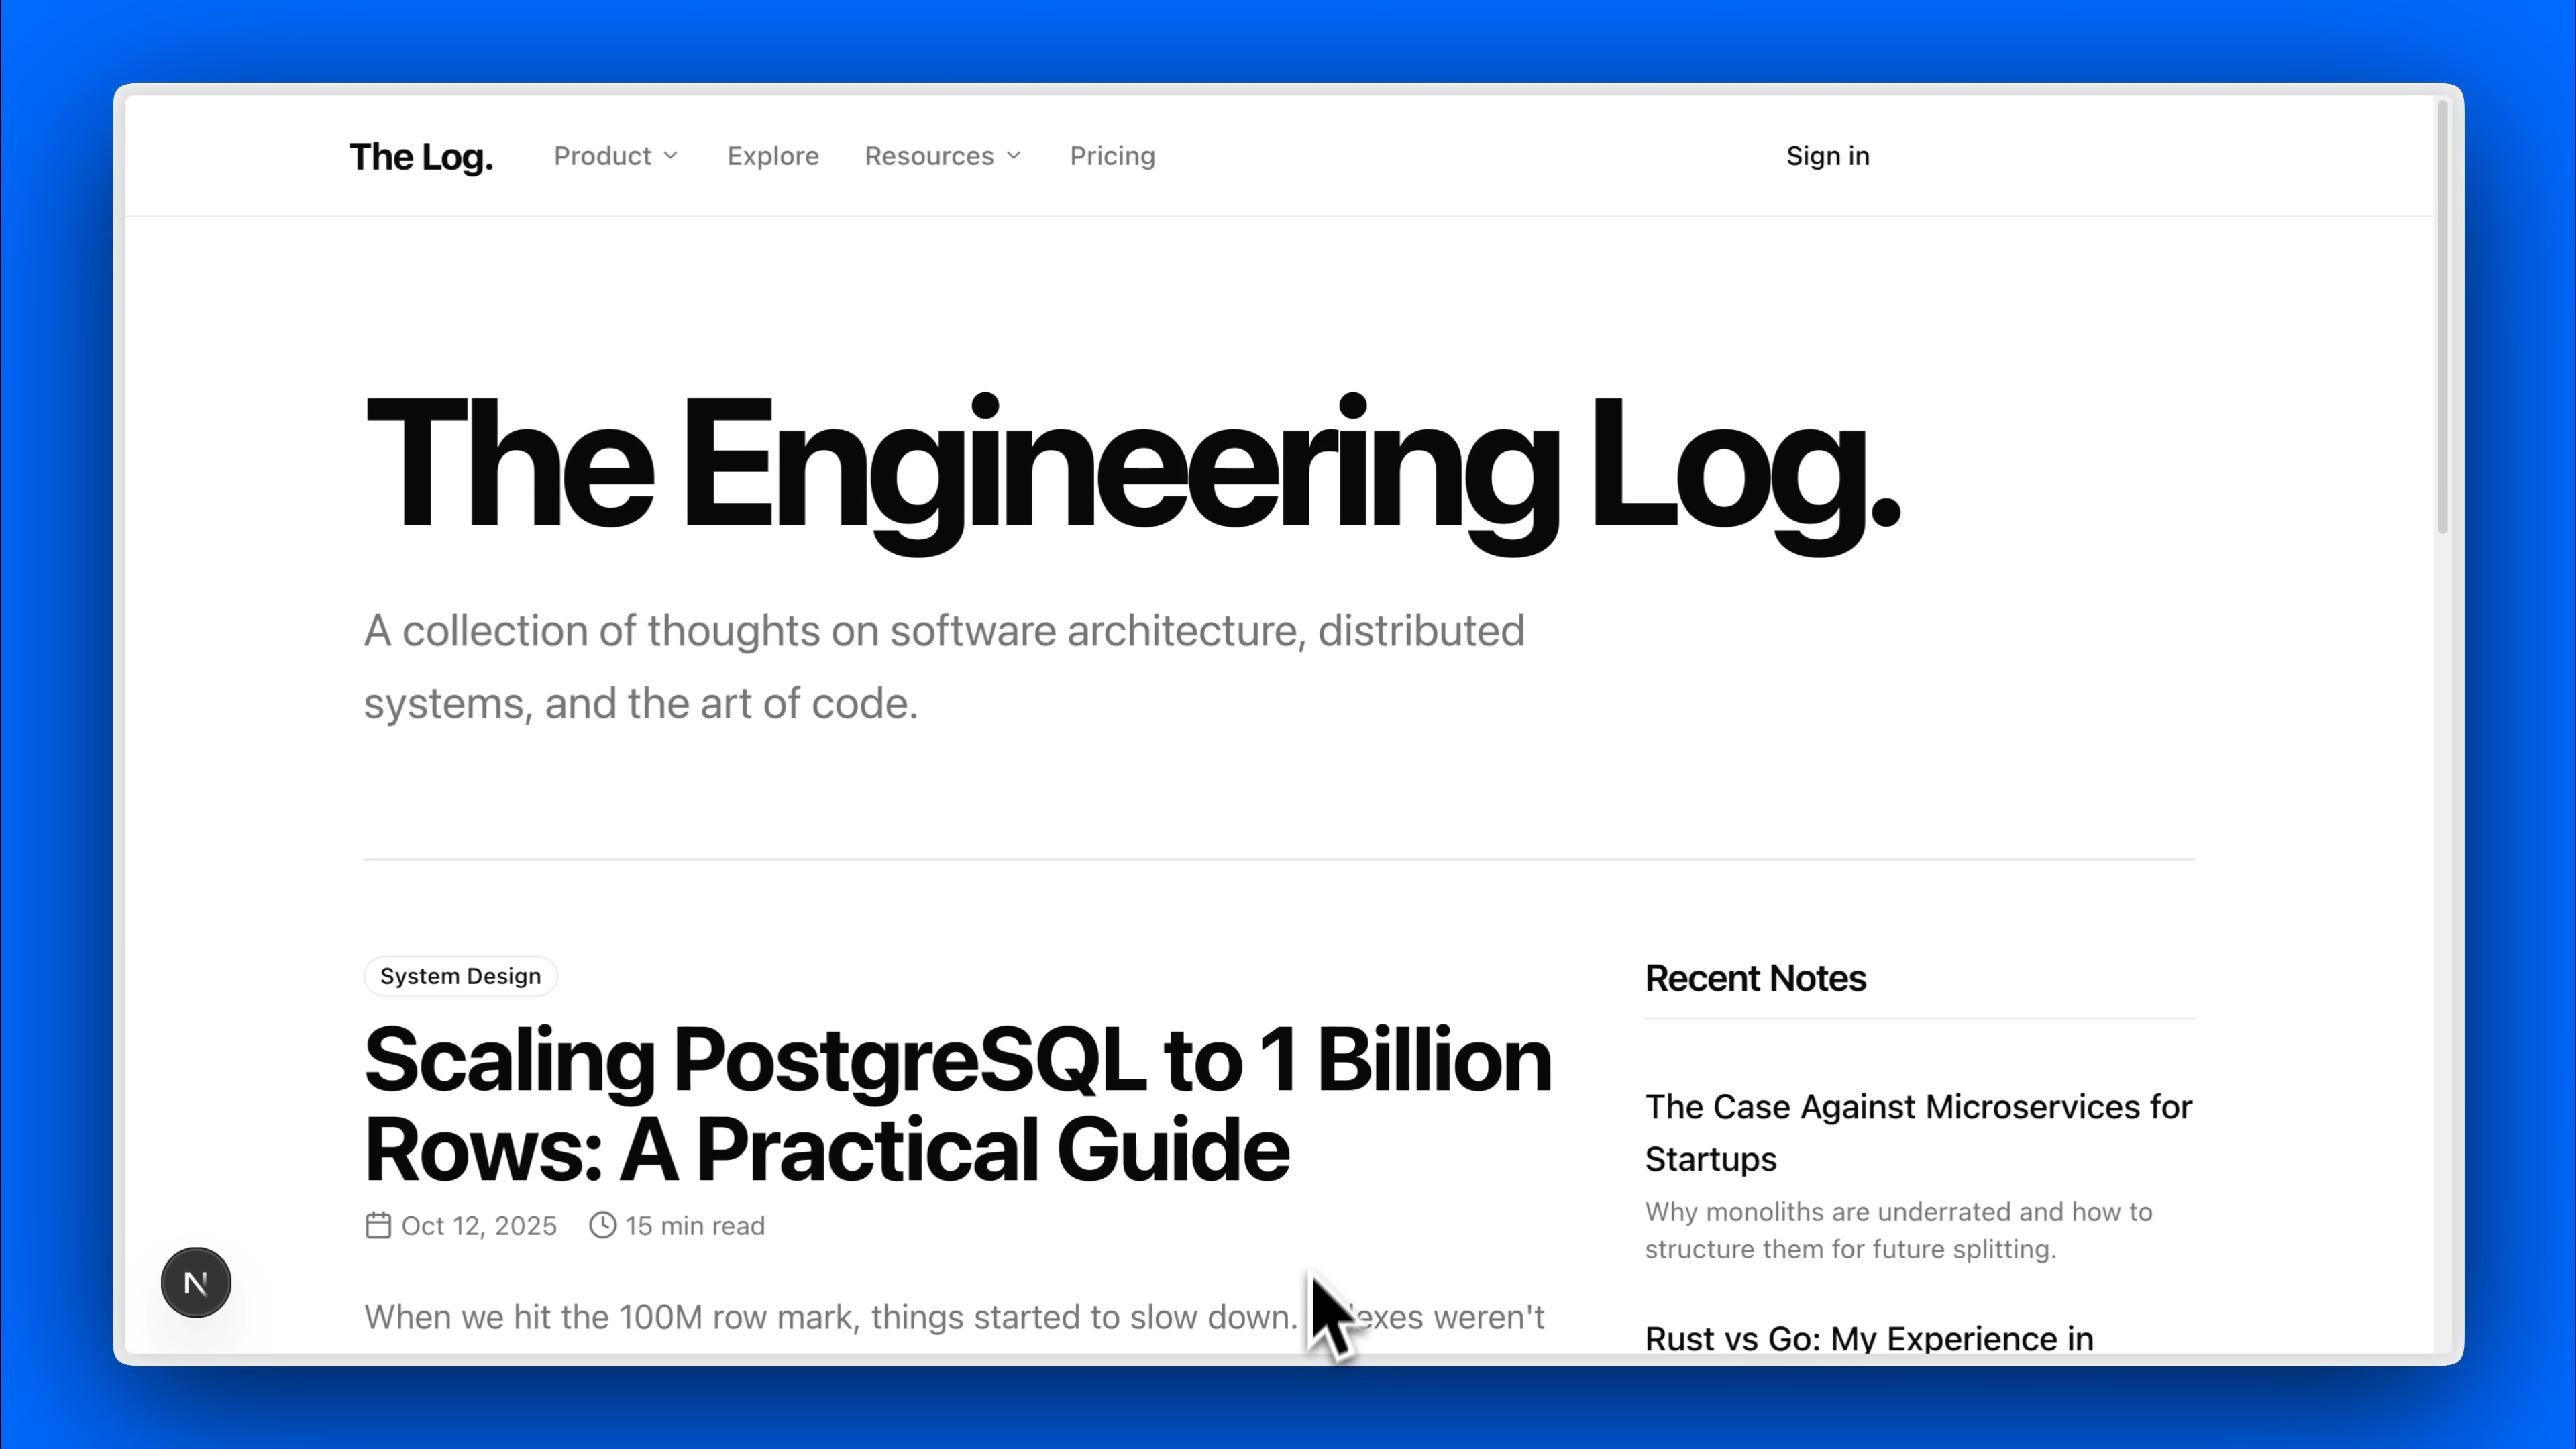 The Log.
Product
Explore
Resources
Pricing
Sign in
The Engineering Log.
A collection of thoughts on software architecture, distributed
systems, and the art of code.
System Design
Scaling PostgreSQL to 1 Billion
Rows: A Practical Guide
Oct 12, 2025
15 min read
When we hit the 100M row mark, things started to slow down. weren't
Recent Notes
The Case Against Microservices for
Startups
Why monoliths are underrated and how to
structure them for future splitting.
Rust vs Go: My Experience in
N